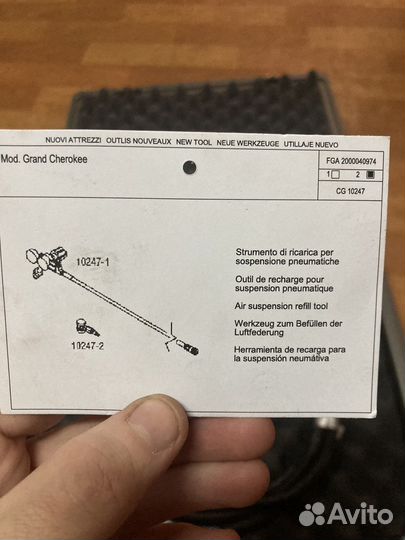 NUOVI ATTREZZI OUTLIS NOUVEAUX NEW TOOL NEUE WERKZEUGE UTILLAJE NUEVO
Mod. Grand Cherokee
FGA 2000040974
1 2
CG 10247
10247-1
10247-2
Strumento di ricarica per
sospensione pneumatiche
Outil de recharge pour
suspension pneumatique
Air suspension refill tool
Werkzeug zum Befüllen der
Luftfederung
Herramienta de recarga para
la suspensión neumátiva
Avito